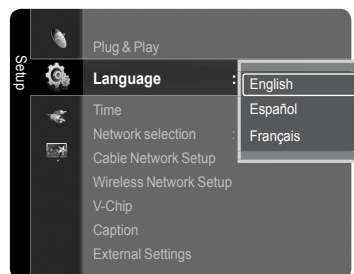 Setup
Plug & Play
Language :
English
Español
Français
Time
Network selection :
Cable Network Setup
Wireless Network Setup
V-Chip
Caption
External Settings